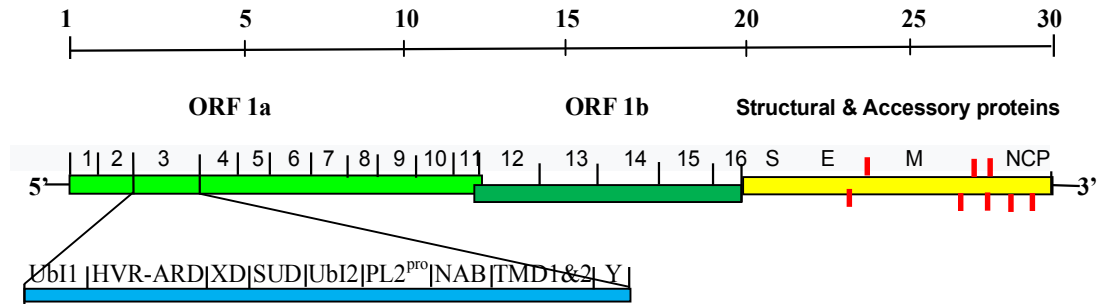 1 5 10 15 20 25 30
ORF 1a ORF 1b Structural & Accessory proteins
1 2 3 4 5 6 7 8 9 10 11 12 13 14 15 16 S E M NCP
5’ 3’
UbI1 HVR-ARD XD SUD UbI2 PL2pro NAB TMD1&2 Y